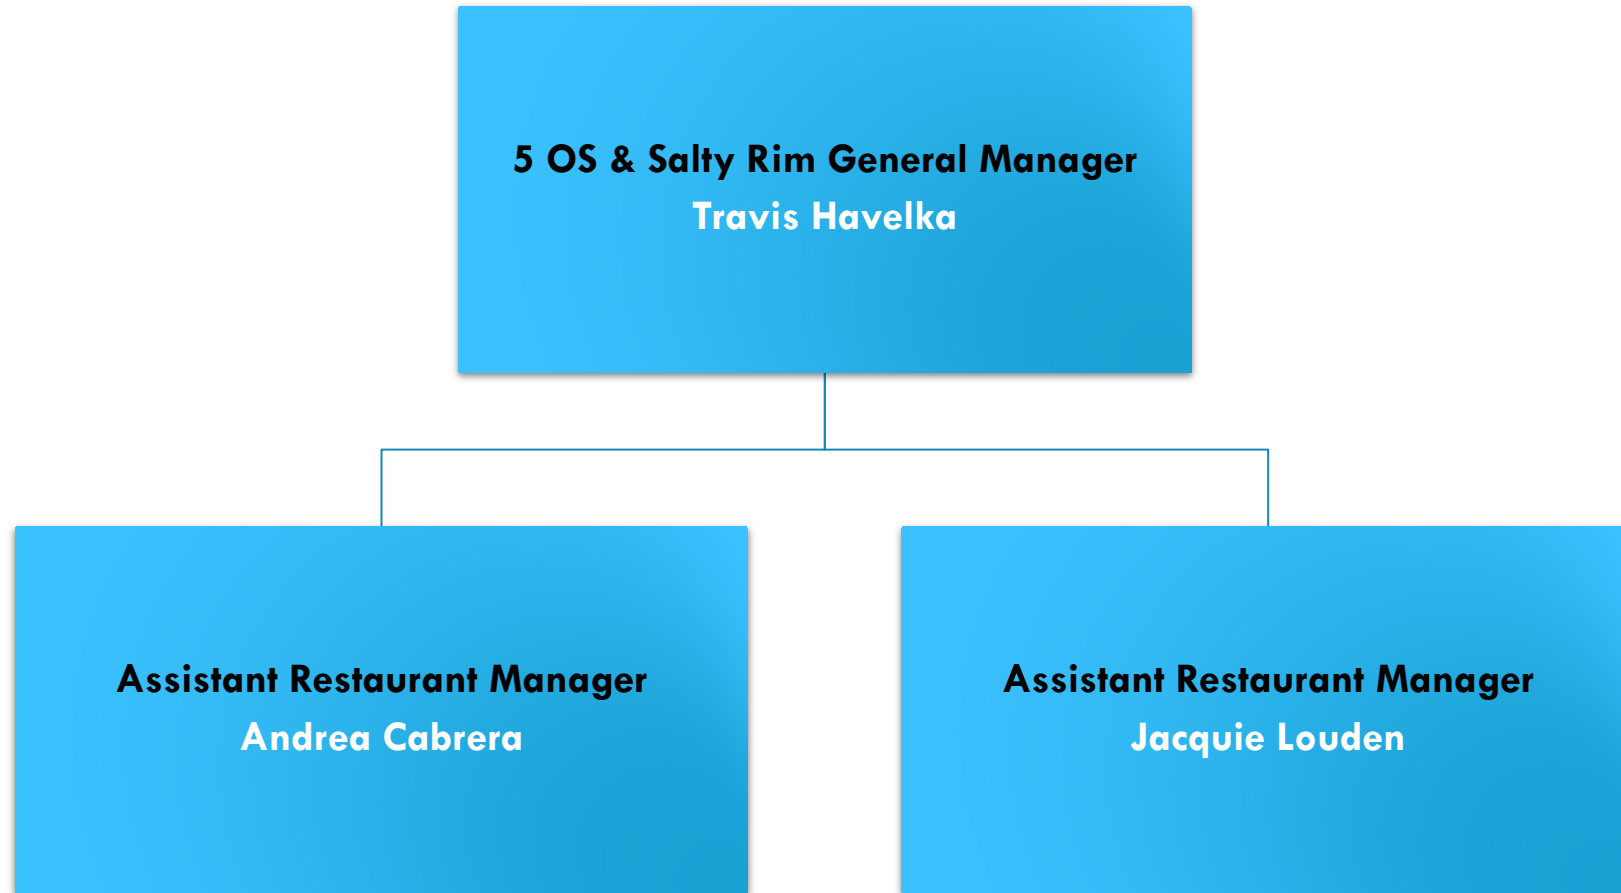 5 OS & Salty Rim General Manager
Travis Havelka
Assistant Restaurant Manager
Andrea Cabrera
Assistant Restaurant Manager
Jacquie Louden